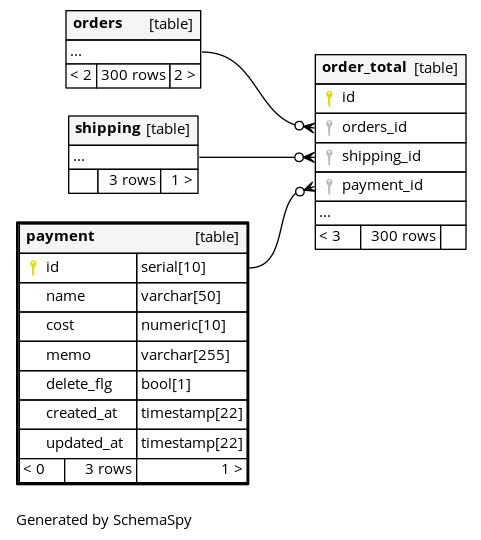 orders [table]
...
< 2 300 rows 2 >
shipping [table]
...
3 rows 1 >
order_total [table]
id
orders_id
shipping_id
payment_id
...
< 3 300 rows
payment [table]
id serial[10]
name varchar[50]
cost numeric[10]
memo varchar[255]
delete_flg bool[1]
created_at timestamp[22]
updated_at timestamp[22]
< 0 3 rows 1 >
Generated by SchemaSpy